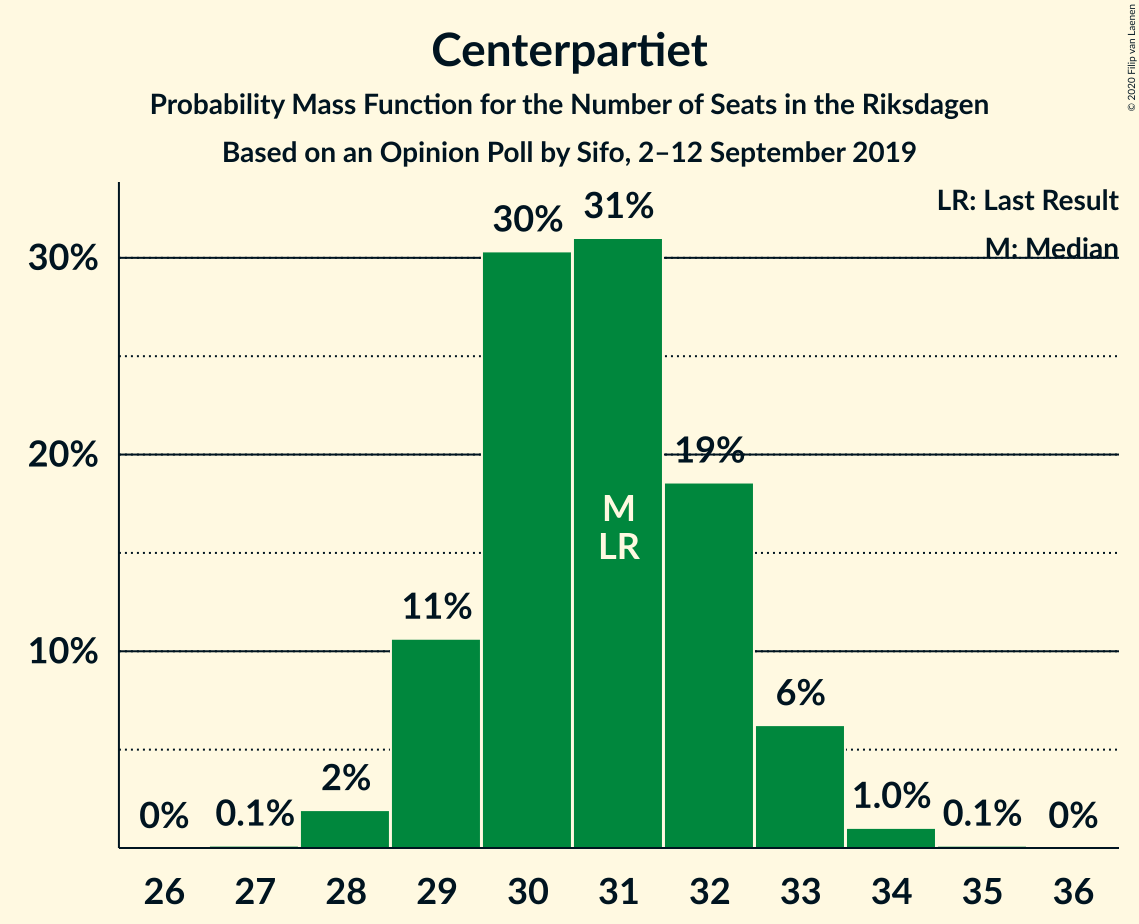 Centerpartiet
Probability Mass Function for the Number of Seats in the Riksdagen
Based on an Opinion Poll by Sifo, 2–12 September 2019
© 2020 Filip van Laenen
LR: Last Result
M: Median
30%
20%
10%
0%
0.1%
2%
11%
30%
31%
19%
6%
1.0%
0.1%
0%
M
LR
26 27 28 29 30 31 32 33 34 35 36